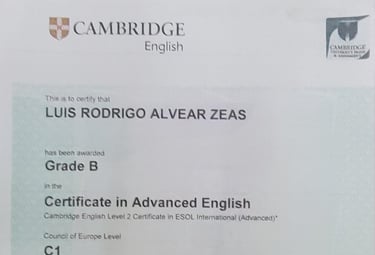 CAMBRIDGE
English
CAMBRIDGE
This is to certify that
LUIS RODRIGO ALVEAR ZEAS
has been awarded
Grade B
in the
Certificate in Advanced English
Cambridge English Level 2 Certificate in ESOL International (Advanced)*
Council of Europe Level
C1